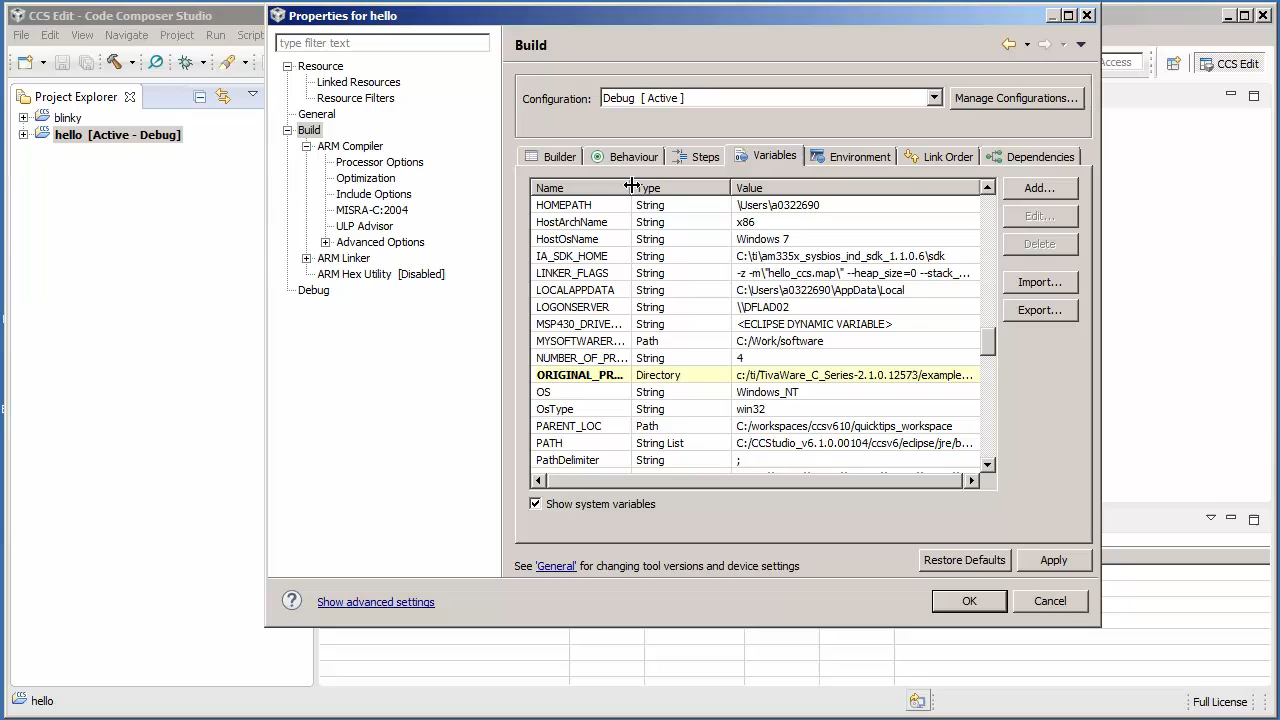 CCS Edit - Code Composer Studio
File Edit View Navigate Project Run Script
Access
CCS Edit
Project Explorer
blinky
hello [Active - Debug]
Properties for hello
type filter text
Resource
Linked Resources
Resource Filters
General
Build
ARM Compiler
Processor Options
Optimization
Include Options
MISRA-C:2004
ULP Advisor
Advanced Options
ARM Linker
ARM Hex Utility [Disabled]
Debug
Build
Configuration: Debug [ Active ] Manage Configurations...
Builder Behaviour Steps Variables Environment Link Order Dependencies
Name Type Value
HOMEPATH String \Users\a0322690
HostArchName String x86
HostOsName String Windows 7
IA_SDK_HOME String C:\ti\am335x_sysbios_ind_sdk_1.1.0.6\sdk
LINKER_FLAGS String -z -m\"hello_ccs.map\" --heap_size=0 --stack_...
LOCALAPPDATA String C:\Users\a0322690\AppData\Local
LOGONSERVER String \\DFLAD02
MSP430_DRIVE... String <ECLIPSE DYNAMIC VARIABLE>
MYSOFTWARER... Path C:/Work/software
NUMBER_OF_PR... String 4
ORIGINAL_PR... Directory c:/ti/TivaWare_C_Series-2.1.0.12573/example...
OS String Windows_NT
OsType String win32
PARENT_LOC Path C:/workspaces/ccsv610/quicktips_workspace
PATH String List C:/CCStudio_v6.1.0.00104/ccsv6/eclipse/jre/b...
PathDelimiter String ;
Add...
Edit...
Delete
Import...
Export...
Show system variables
Restore Defaults Apply
See 'General' for changing tool versions and device settings
Show advanced settings
OK Cancel
hello
Full License